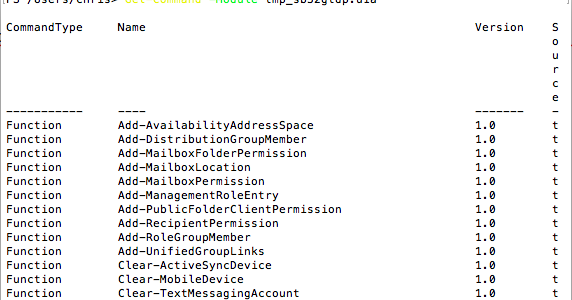 PS /Users/chris> Get-Command -Module tmp_sb32gtup.uia
CommandType Name Version S
o
u
r
c
e
----------- ---- ------- -
Function Add-AvailabilityAddressSpace 1.0 t
Function Add-DistributionGroupMember 1.0 t
Function Add-MailboxFolderPermission 1.0 t
Function Add-MailboxLocation 1.0 t
Function Add-MailboxPermission 1.0 t
Function Add-ManagementRoleEntry 1.0 t
Function Add-PublicFolderClientPermission 1.0 t
Function Add-RecipientPermission 1.0 t
Function Add-RoleGroupMember 1.0 t
Function Add-UnifiedGroupLinks 1.0 t
Function Clear-ActiveSyncDevice 1.0 t
Function Clear-MobileDevice 1.0 t
Function Clear-TextMessagingAccount 1.0 t